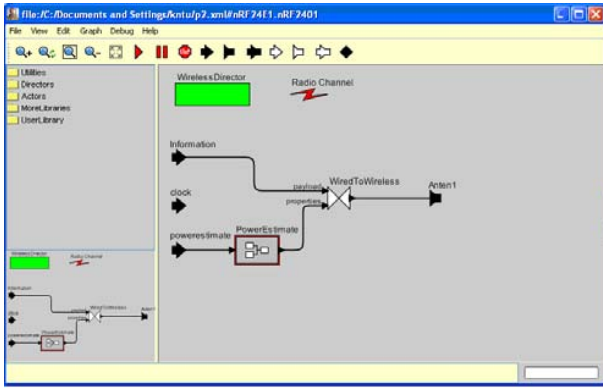 file:/C:/Documents and Settings/kntu/p2.xml#nRF24E1.nRF2401
File View Edit Graph Debug Help
Utilities
Directors
Actors
MoreLibraries
UserLibrary
WirelessDirector
Radio Channel
Information
payload
WiredToWireless
Anten1
clock
properties
powerestimate
PowerEstimate